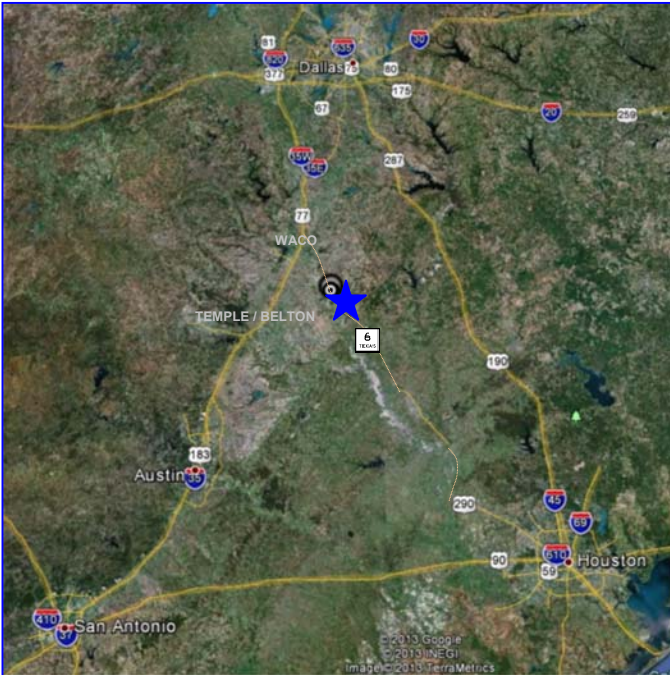 81
635
30
820
377
Dallas 75 80
175
67
20
259
35W
35E
287
77
WACO
TEMPLE / BELTON
6
TEXAS
190
183
Austin
35
290
45
69
90
610
59
Houston
410
San Antonio
37
© 2013 Google
© 2013 INEGI
Image © 2013 TerraMetrics